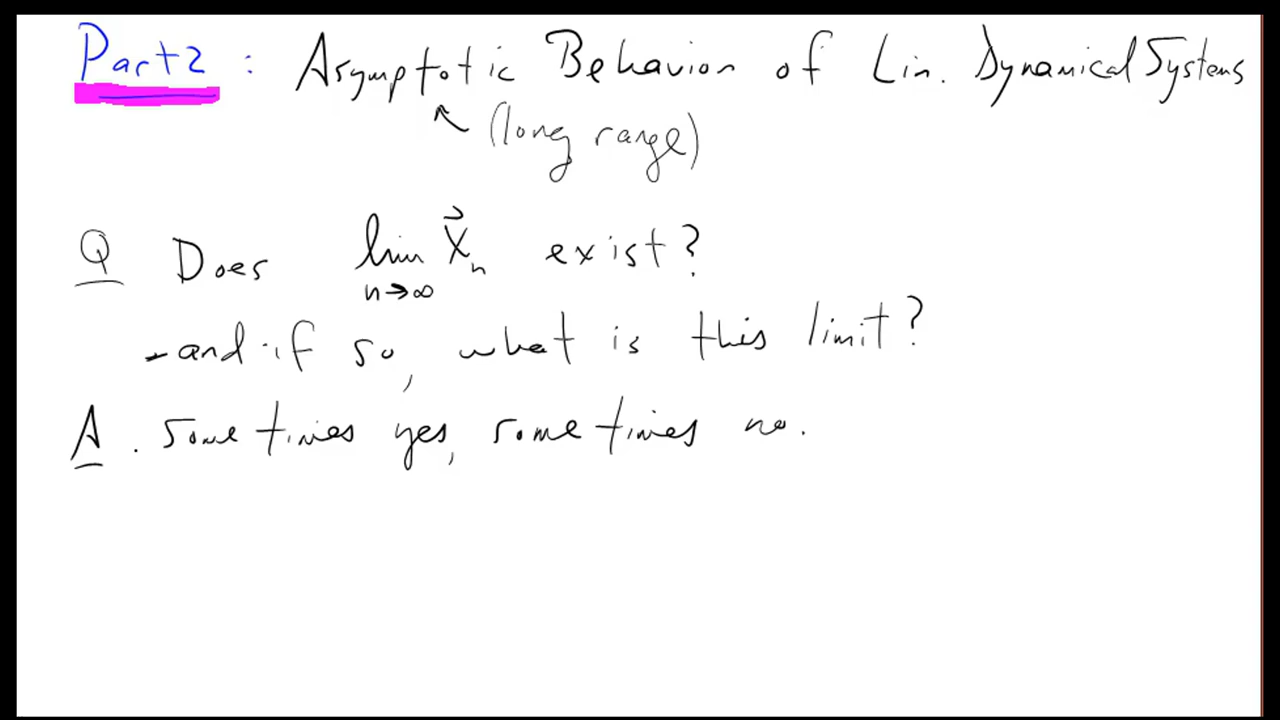 Part 2 : Asymptotic Behavior of Lin. Dynamical Systems
(long range)
Q Does lim x⃗ₙ exist?
n→∞
- and if so, what is this limit?
A. Sometimes yes, sometimes no.